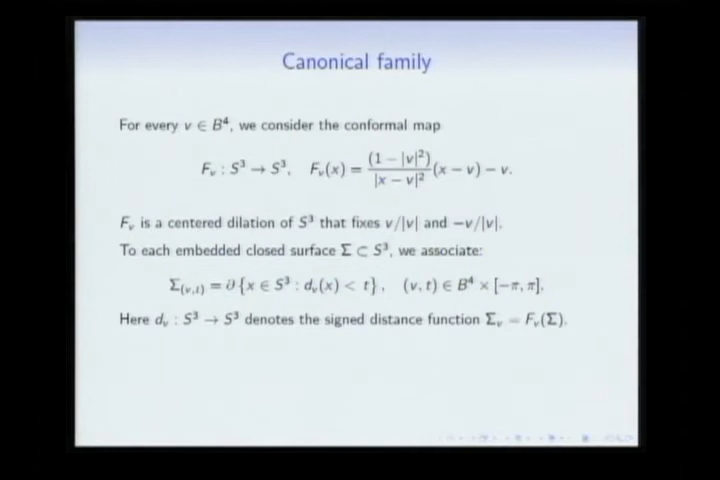 Canonical family
For every v ∈ B⁴, we consider the conformal map
F_v : S³ → S³, F_v(x) = (1 − |v|²)/|x − v|² (x − v) − v.
F_v is a centered dilation of S³ that fixes v/|v| and −v/|v|.
To each embedded closed surface Σ ⊂ S³, we associate:
Σ_(v,t) = ∂ {x ∈ S³ : d_v(x) < t}, (v, t) ∈ B⁴ × [−π, π].
Here d_v : S³ → S³ denotes the signed distance function Σ_v = F_v(Σ).